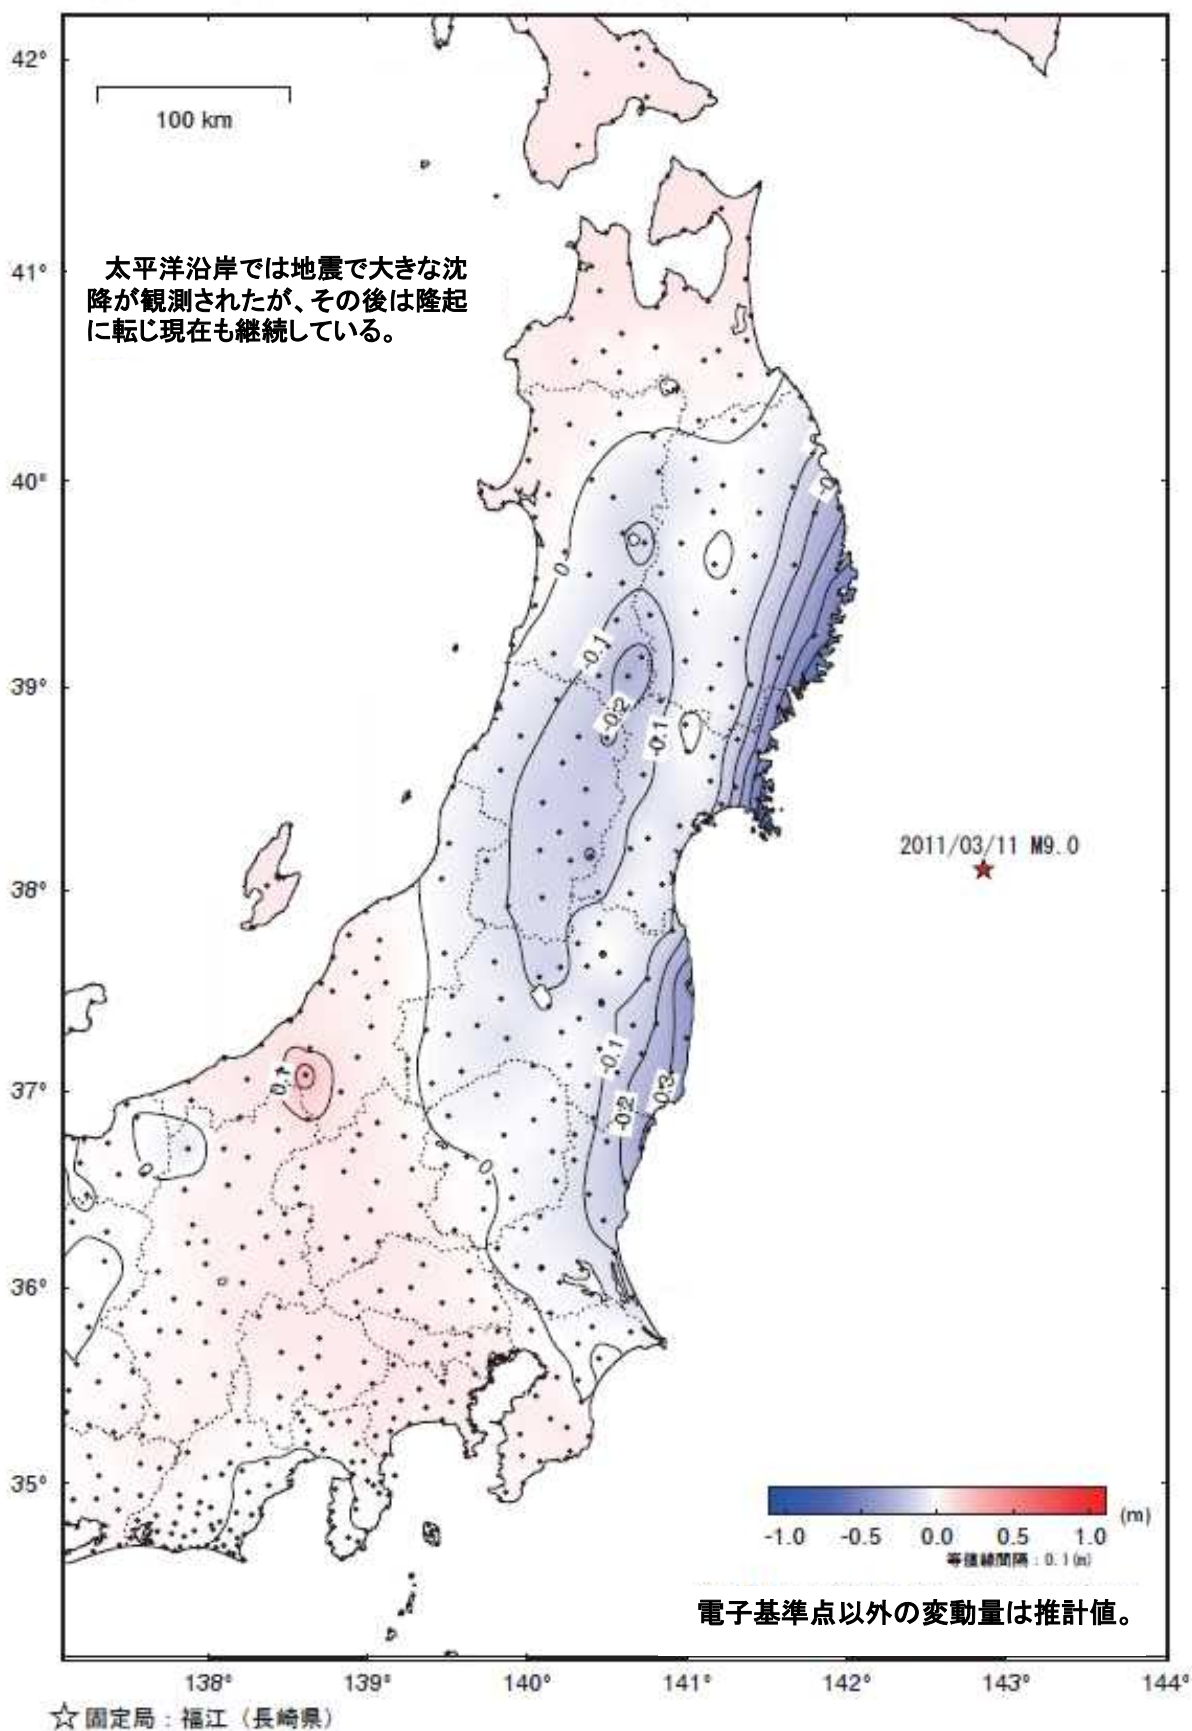 42°
100 km
太平洋沿岸では地震で大きな沈
降が観測されたが、その後は隆起
に転じ現在も継続している。
41°
40°
-0
0
0
-0.1
39°
-0.2
-0.1
2011/03/11 M9.0
38°
-0.1
0.1
37°
-0.2
-0.3
0
0
36°
35°
(m)
-1.0 -0.5 0.0 0.5 1.0
等値線間隔：0.1(m)
電子基準点以外の変動量は推計値。
138° 139° 140° 141° 142° 143° 144°
☆ 固定局：福江（長崎県）